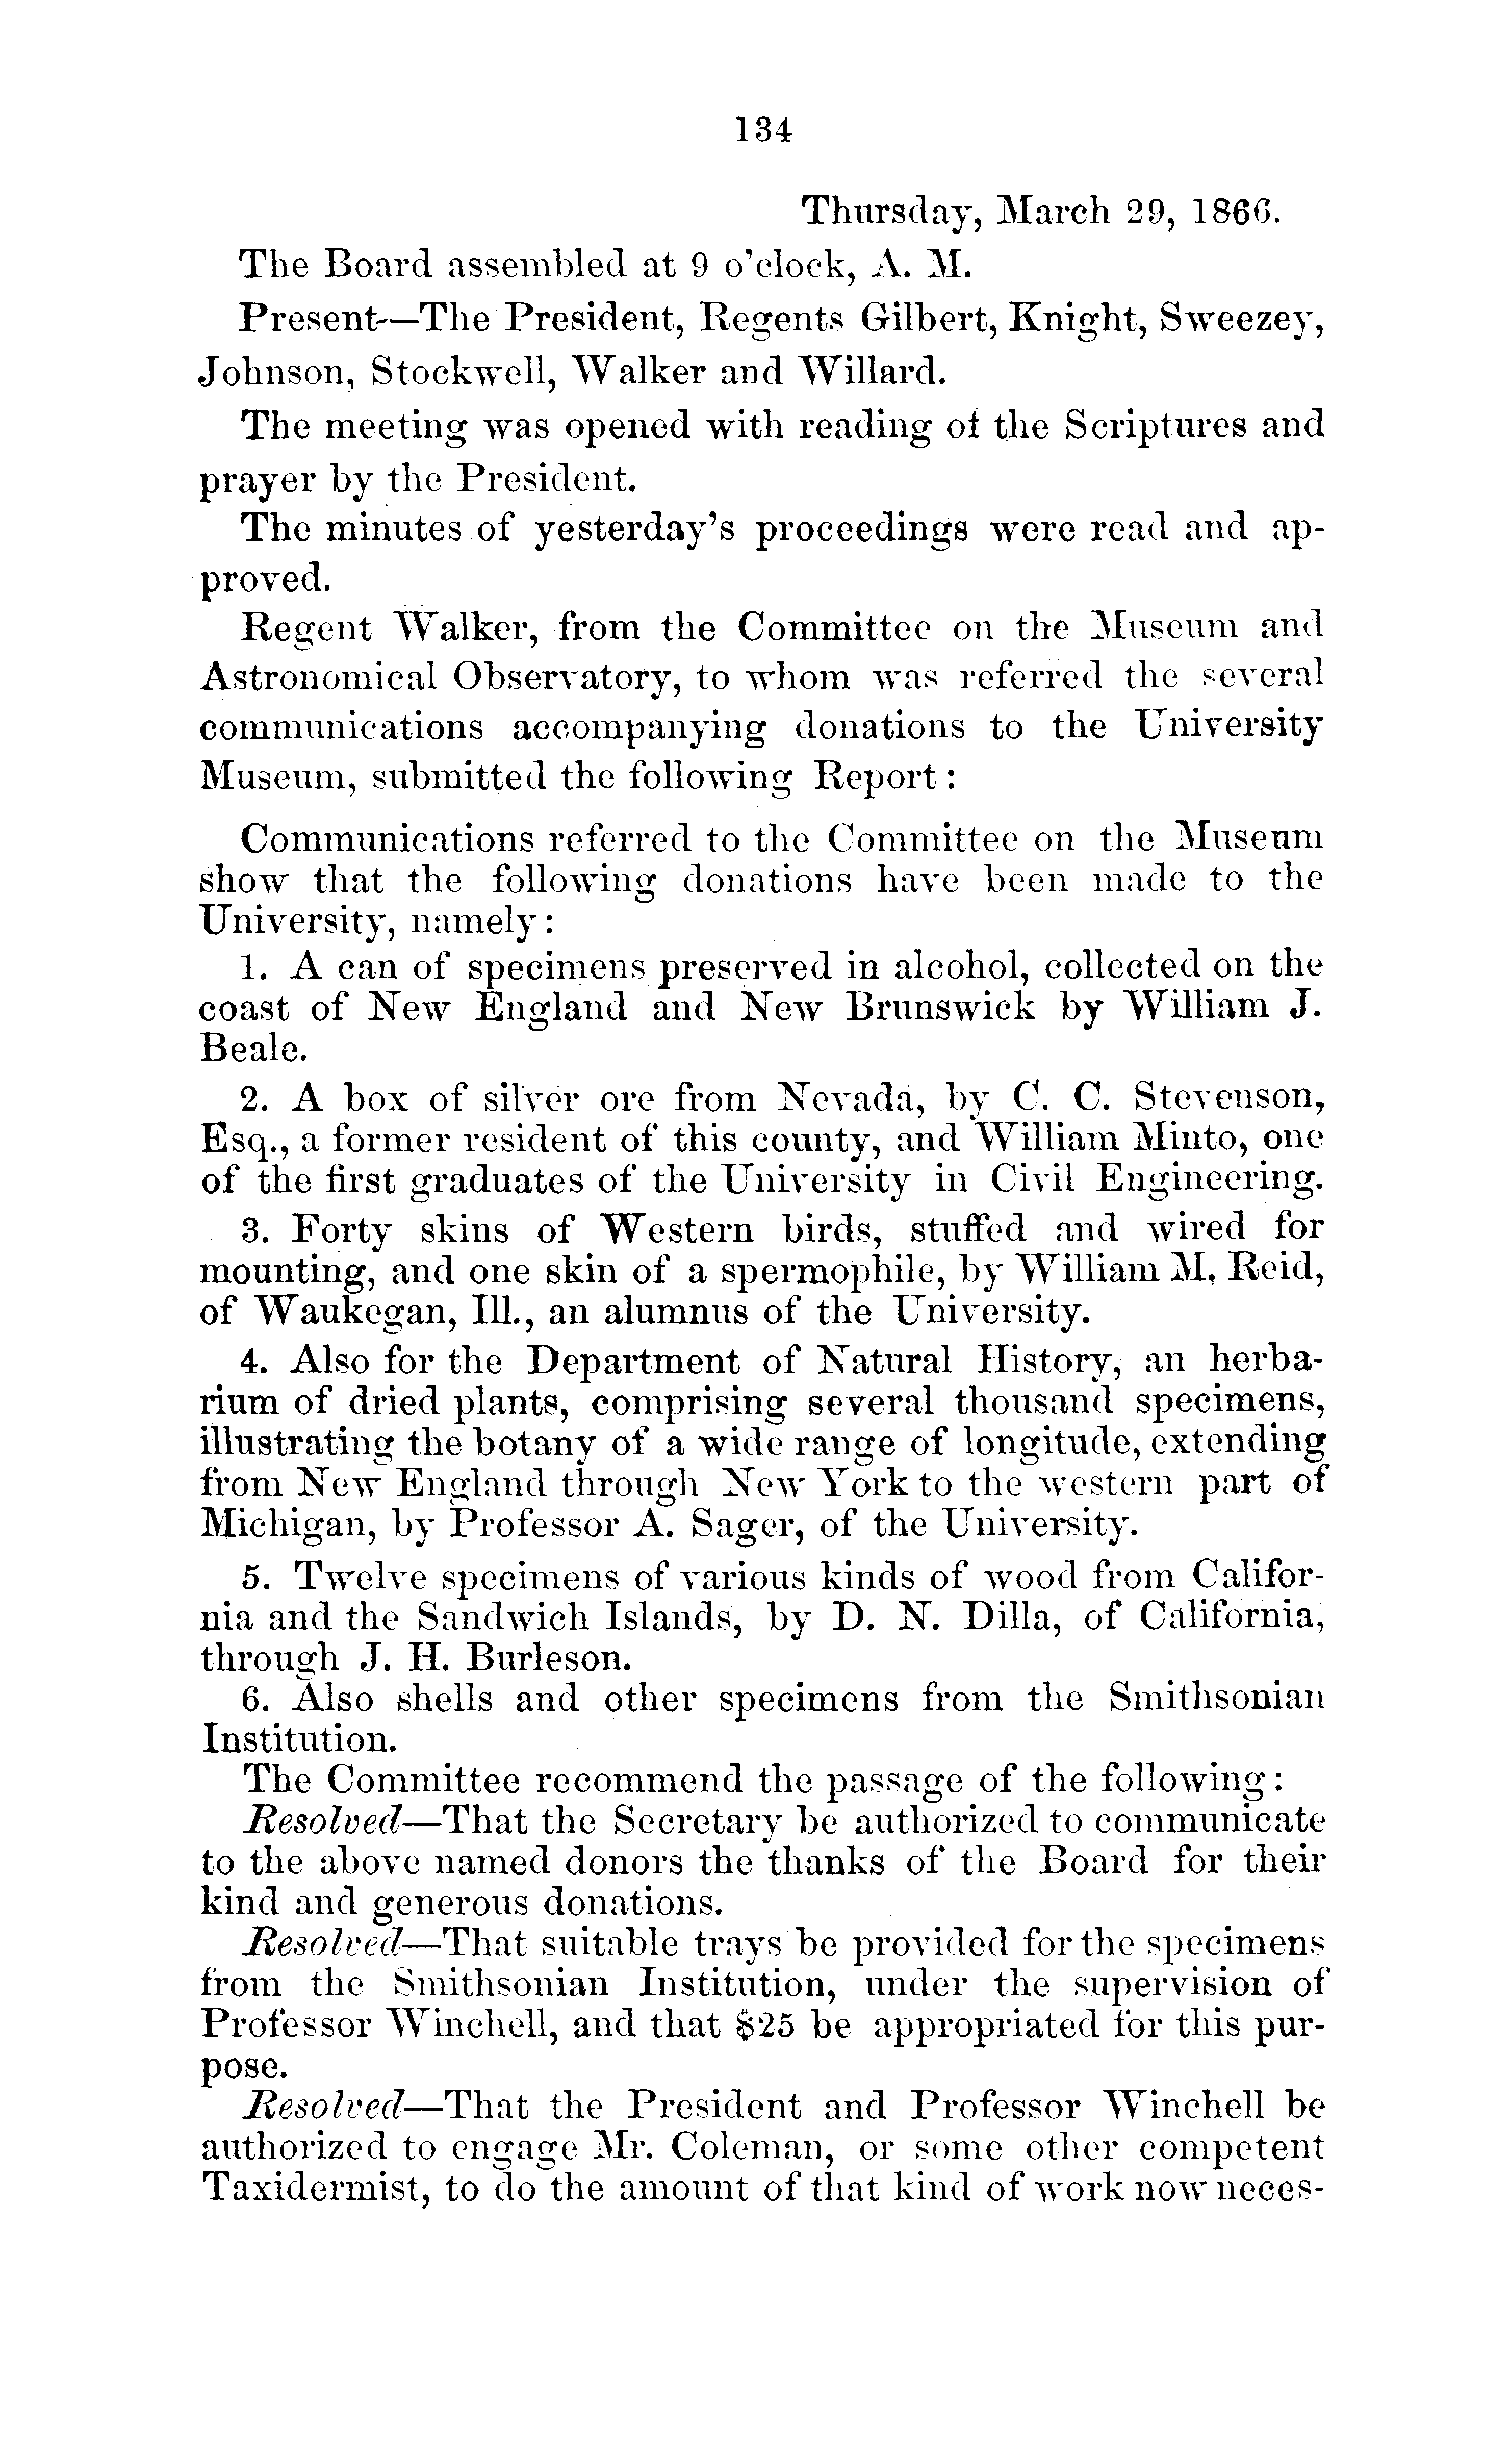 134
Thursday, March 29, 1866.
The Board assembled at 9 o'clock, A. M.
Present—The President, Regents Gilbert, Knight, Sweezey,
Johnson, Stockwell, Walker and Willard.
The meeting was opened with reading of the Scriptures and
prayer by the President.
The minutes of yesterday's proceedings were read and ap-
proved.
Regent Walker, from the Committee on the Museum and
Astronomical Observatory, to whom was referred the several
communications accompanying donations to the University
Museum, submitted the following Report:
Communications referred to the Committee on the Museum
show that the following donations have been made to the
University, namely:
1. A can of specimens preserved in alcohol, collected on the
coast of New England and New Brunswick by William J.
Beale.
2. A box of silver ore from Nevada, by C. C. Stevenson,
Esq., a former resident of this county, and William Minto, one
of the first graduates of the University in Civil Engineering.
3. Forty skins of Western birds, stuffed and wired for
mounting, and one skin of a spermophile, by William M, Reid,
of Waukegan, Ill., an alumnus of the University.
4. Also for the Department of Natural History, an herba-
rium of dried plants, comprising several thousand specimens,
illustrating the botany of a wide range of longitude, extending
from New England through New York to the western part of
Michigan, by Professor A. Sager, of the University.
5. Twelve specimens of various kinds of wood from Califor-
nia and the Sandwich Islands, by D. N. Dilla, of California,
through J. H. Burleson.
6. Also shells and other specimens from the Smithsonian
Institution.
The Committee recommend the passage of the following:
Resolved—That the Secretary be authorized to communicate
to the above named donors the thanks of the Board for their
kind and generous donations.
Resolved—That suitable trays be provided for the specimens
from the Smithsonian Institution, under the supervision of
Professor Winchell, and that $25 be appropriated for this pur-
pose.
Resolved—That the President and Professor Winchell be
authorized to engage Mr. Coleman, or some other competent
Taxidermist, to do the amount of that kind of work now neces-